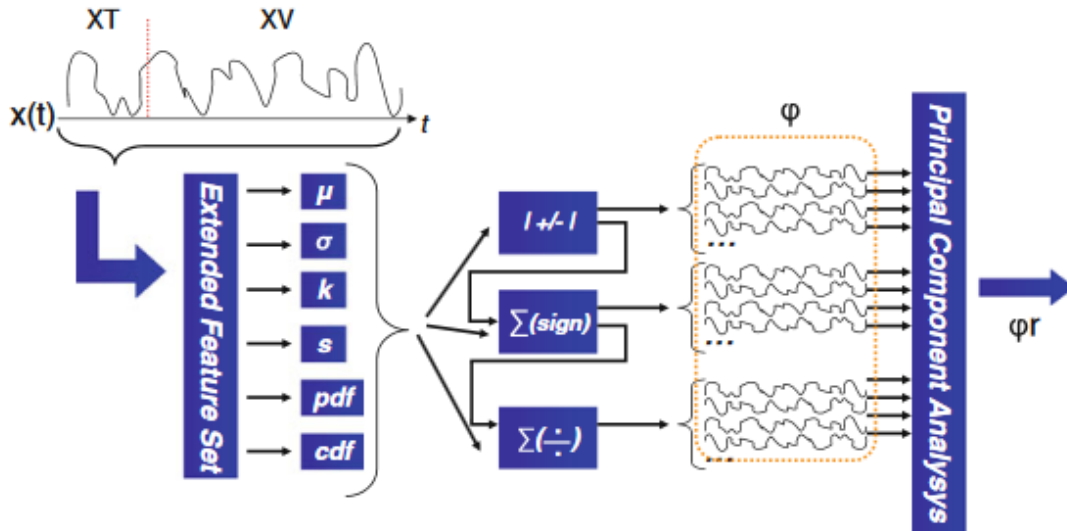 XT
XV
x(t)
t
Extended Feature Set
μ
σ
k
s
pdf
cdf
| +/- |
∑(sign)
∑(÷)
...
...
...
φ
Principal Component Analysys
φr